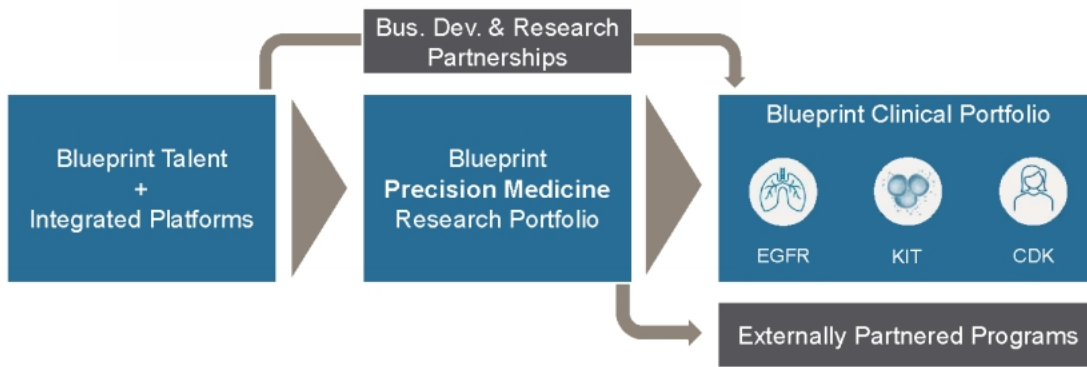 Bus. Dev. & Research
Partnerships
Blueprint Talent
+
Integrated Platforms
Blueprint
Precision Medicine
Research Portfolio
Blueprint Clinical Portfolio
EGFR
KIT
CDK
Externally Partnered Programs